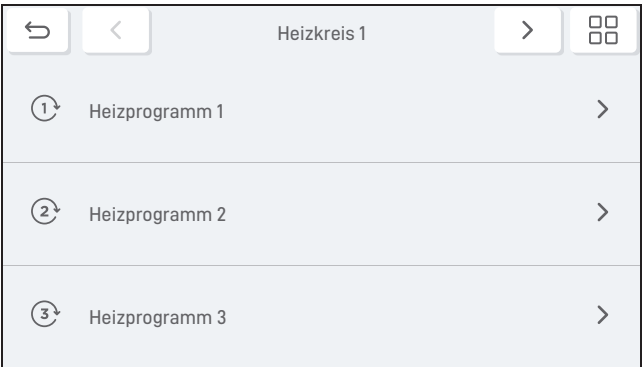 Heizkreis 1
1
Heizprogramm 1
2
Heizprogramm 2
3
Heizprogramm 3